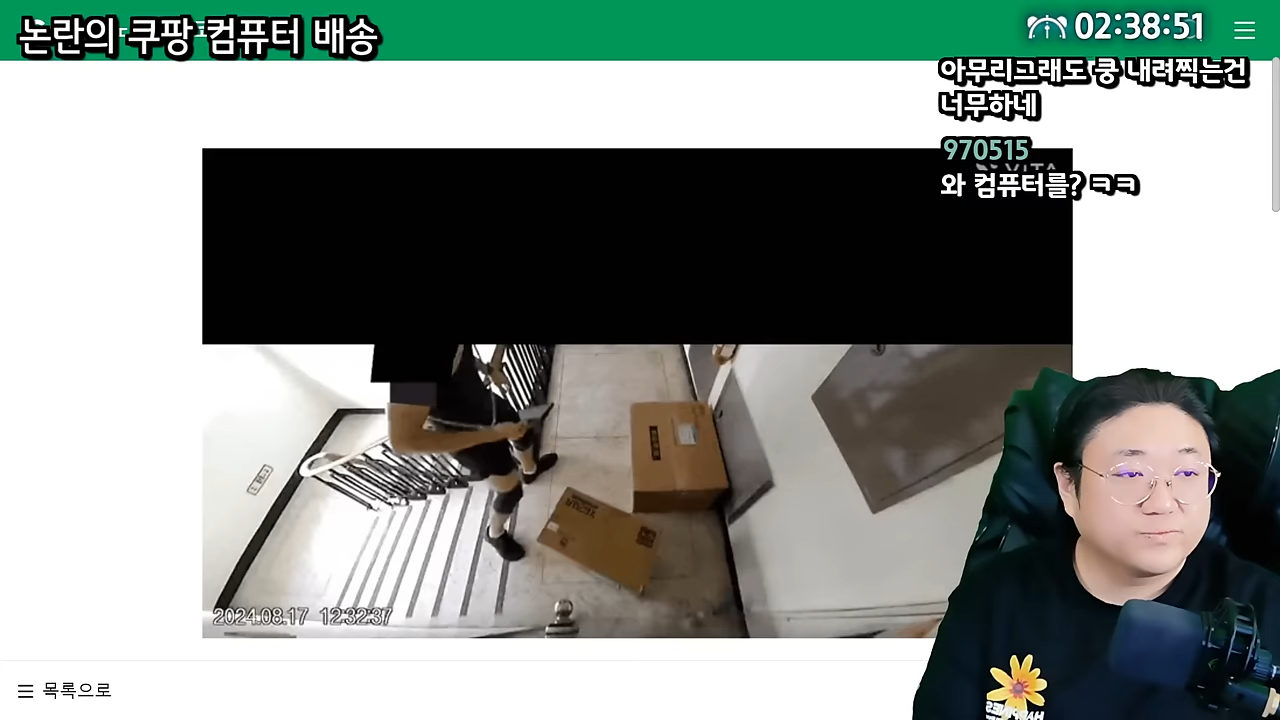 논란의 쿠팡 컴퓨터 배송
02:38:51
아무리그래도 쿵 내려찍는건
너무하네
970515
와 컴퓨터를? ㅋㅋ
VITA
2024.08.17 12:32:37
목록으로